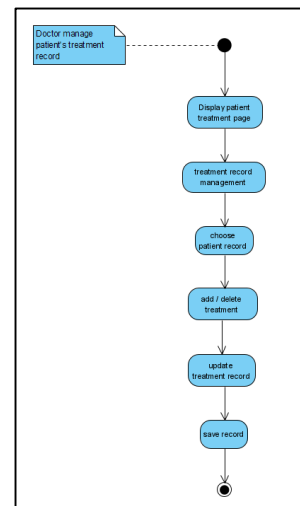 Doctor manage
patient's treatment
record
Display patient
treatment page
treatment record
management
choose
patient record
add / delete
treatment
update
treatment record
save record